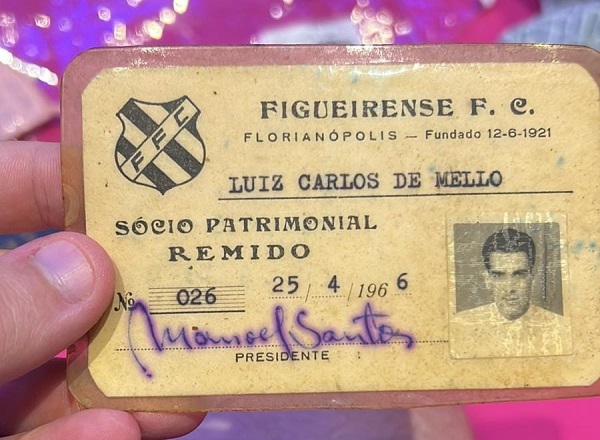 FFC
FIGUEIRENSE F. C.
FLORIANÓPOLIS — Fundado 12-6-1921
LUIZ CARLOS DE MELLO
SÓCIO PATRIMONIAL
REMIDO
Nº 026 25 / 4 / 1966
Manoel Santos
PRESIDENTE